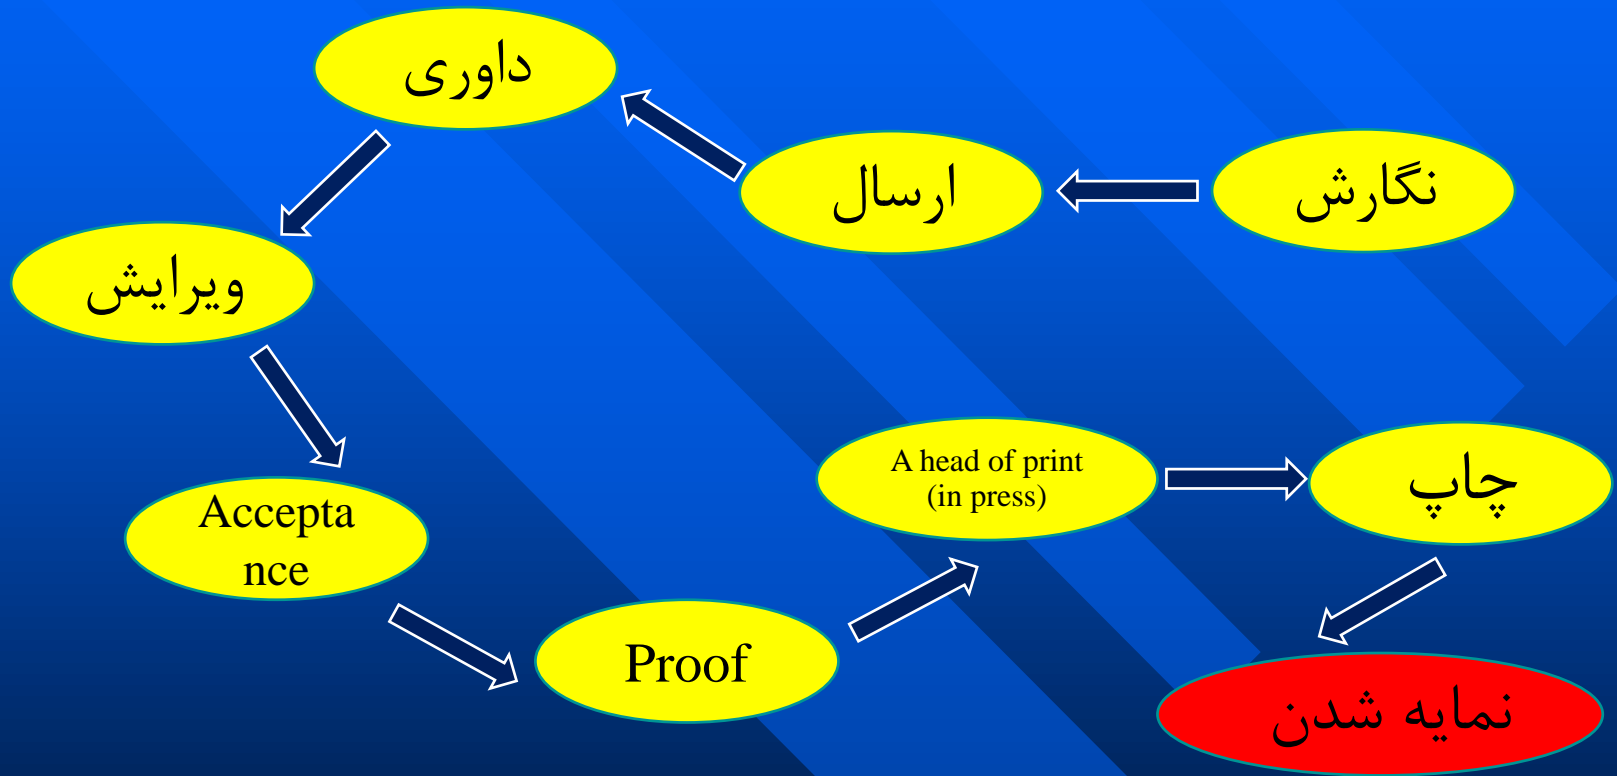 نگارش
ارسال
داوری
ویرایش
Accepta
nce
Proof
A head of print
(in press)
چاپ
نمایه شدن